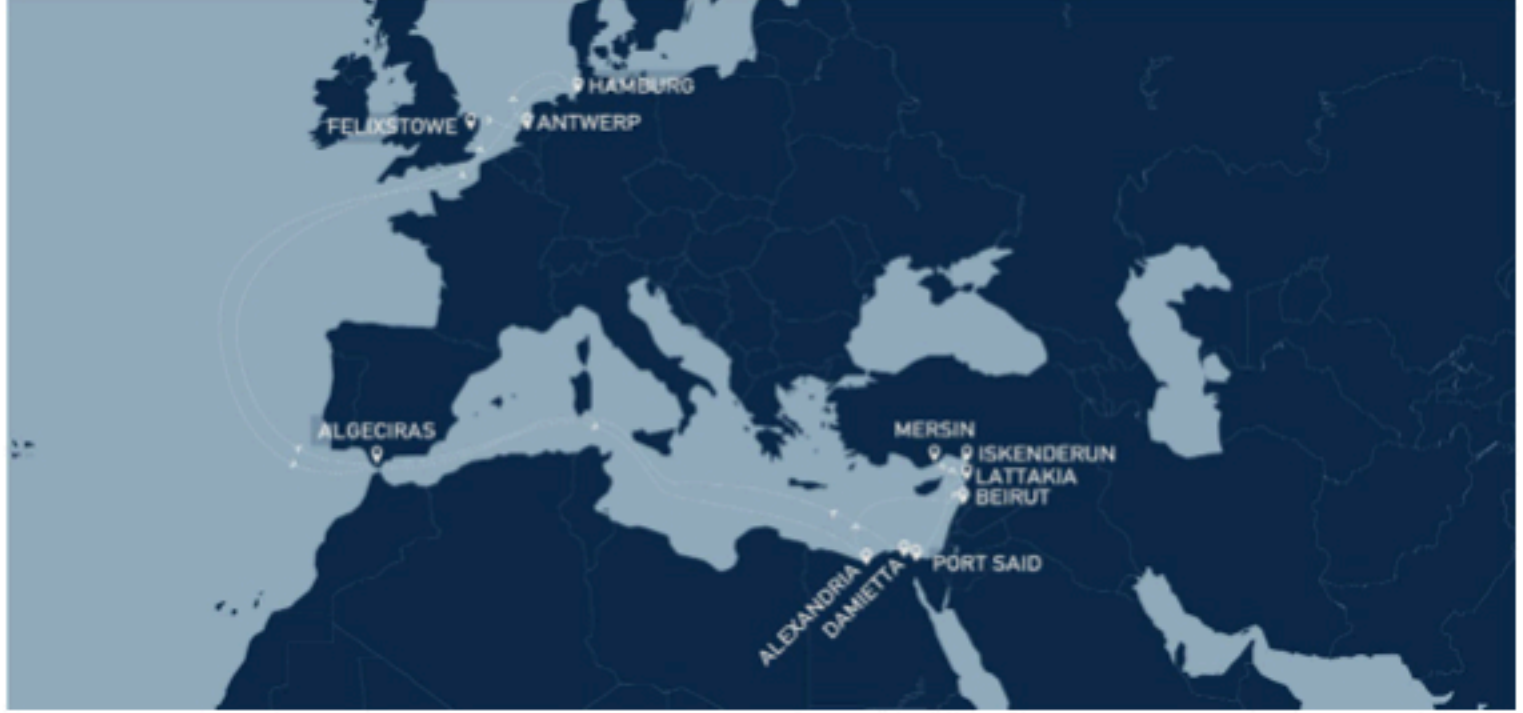 HAMBURG
FELIXSTOWE
ANTWERP
ALGECIRAS
MERSIN
ISKENDERUN
LATTAKIA
BEIRUT
PORT SAID
ALEXANDRIA
DAMIETTA